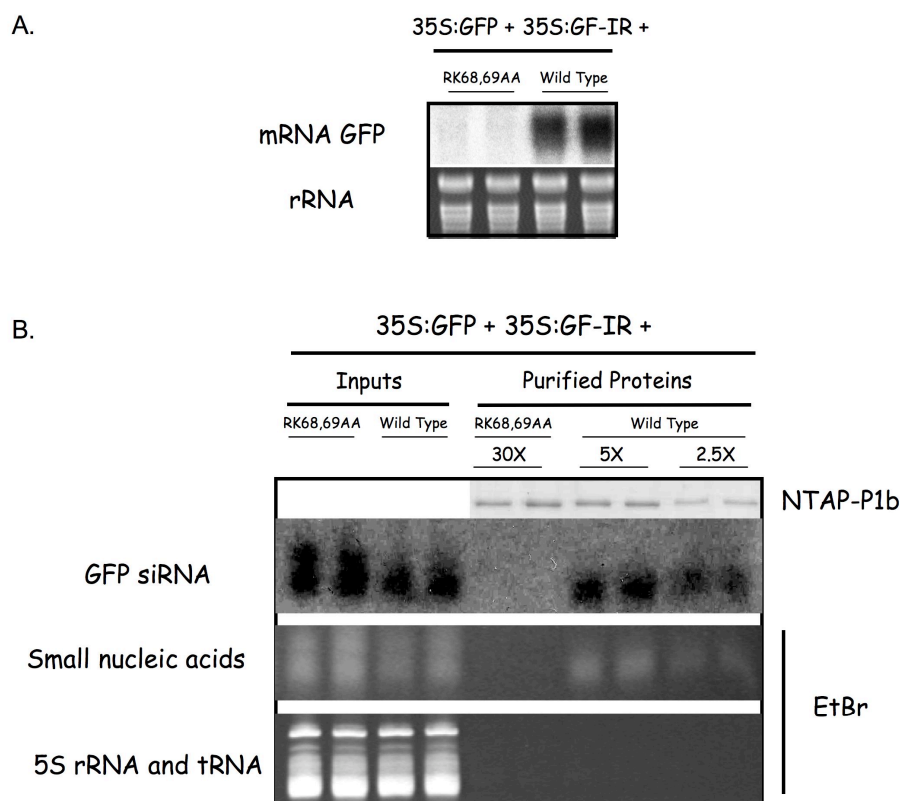 A.
35S:GFP + 35S:GF-IR +
RK68,69AA Wild Type
mRNA GFP
rRNA
B.
35S:GFP + 35S:GF-IR +
Inputs Purified Proteins
RK68,69AA Wild Type RK68,69AA Wild Type
30X 5X 2.5X
NTAP-P1b
GFP siRNA
Small nucleic acids
EtBr
5S rRNA and tRNA